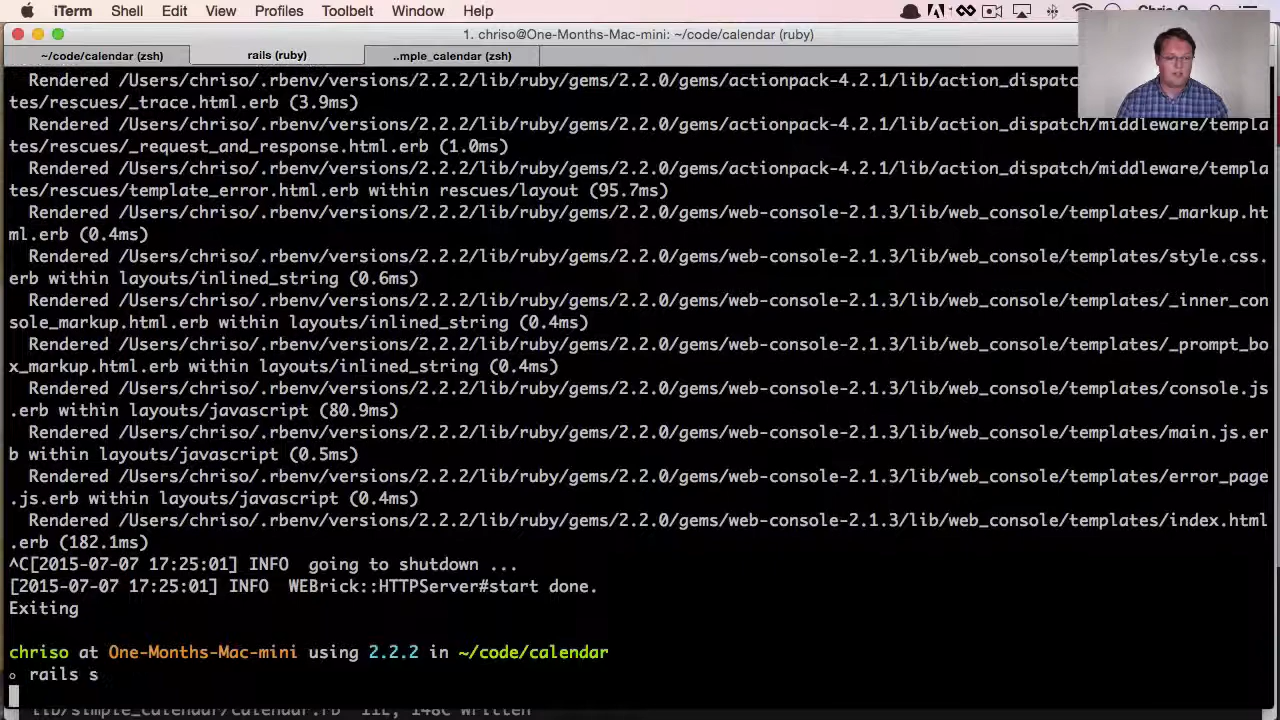 iTerm Shell Edit View Profiles Toolbelt Window Help
1. chriso@One-Months-Mac-mini: ~/code/calendar (ruby)
~/code/calendar (zsh) rails (ruby) ..mple_calendar (zsh)
Rendered /Users/chriso/.rbenv/versions/2.2.2/lib/ruby/gems/2.2.0/gems/actionpack-4.2.1/lib/action_dispatc
tes/rescues/_trace.html.erb (3.9ms)
Rendered /Users/chriso/.rbenv/versions/2.2.2/lib/ruby/gems/2.2.0/gems/actionpack-4.2.1/lib/action_dispatch/middleware/templa
tes/rescues/_request_and_response.html.erb (1.0ms)
Rendered /Users/chriso/.rbenv/versions/2.2.2/lib/ruby/gems/2.2.0/gems/actionpack-4.2.1/lib/action_dispatch/middleware/templa
tes/rescues/template_error.html.erb within rescues/layout (95.7ms)
Rendered /Users/chriso/.rbenv/versions/2.2.2/lib/ruby/gems/2.2.0/gems/web-console-2.1.3/lib/web_console/templates/_markup.ht
ml.erb (0.4ms)
Rendered /Users/chriso/.rbenv/versions/2.2.2/lib/ruby/gems/2.2.0/gems/web-console-2.1.3/lib/web_console/templates/style.css.
erb within layouts/inlined_string (0.6ms)
Rendered /Users/chriso/.rbenv/versions/2.2.2/lib/ruby/gems/2.2.0/gems/web-console-2.1.3/lib/web_console/templates/_inner_con
sole_markup.html.erb within layouts/inlined_string (0.4ms)
Rendered /Users/chriso/.rbenv/versions/2.2.2/lib/ruby/gems/2.2.0/gems/web-console-2.1.3/lib/web_console/templates/_prompt_bo
x_markup.html.erb within layouts/inlined_string (0.4ms)
Rendered /Users/chriso/.rbenv/versions/2.2.2/lib/ruby/gems/2.2.0/gems/web-console-2.1.3/lib/web_console/templates/console.js
.erb within layouts/javascript (80.9ms)
Rendered /Users/chriso/.rbenv/versions/2.2.2/lib/ruby/gems/2.2.0/gems/web-console-2.1.3/lib/web_console/templates/main.js.er
b within layouts/javascript (0.5ms)
Rendered /Users/chriso/.rbenv/versions/2.2.2/lib/ruby/gems/2.2.0/gems/web-console-2.1.3/lib/web_console/templates/error_page
.js.erb within layouts/javascript (0.4ms)
Rendered /Users/chriso/.rbenv/versions/2.2.2/lib/ruby/gems/2.2.0/gems/web-console-2.1.3/lib/web_console/templates/index.html
.erb (182.1ms)
^C[2015-07-07 17:25:01] INFO going to shutdown ...
[2015-07-07 17:25:01] INFO WEBrick::HTTPServer#start done.
Exiting
chriso at One-Months-Mac-mini using 2.2.2 in ~/code/calendar
rails s